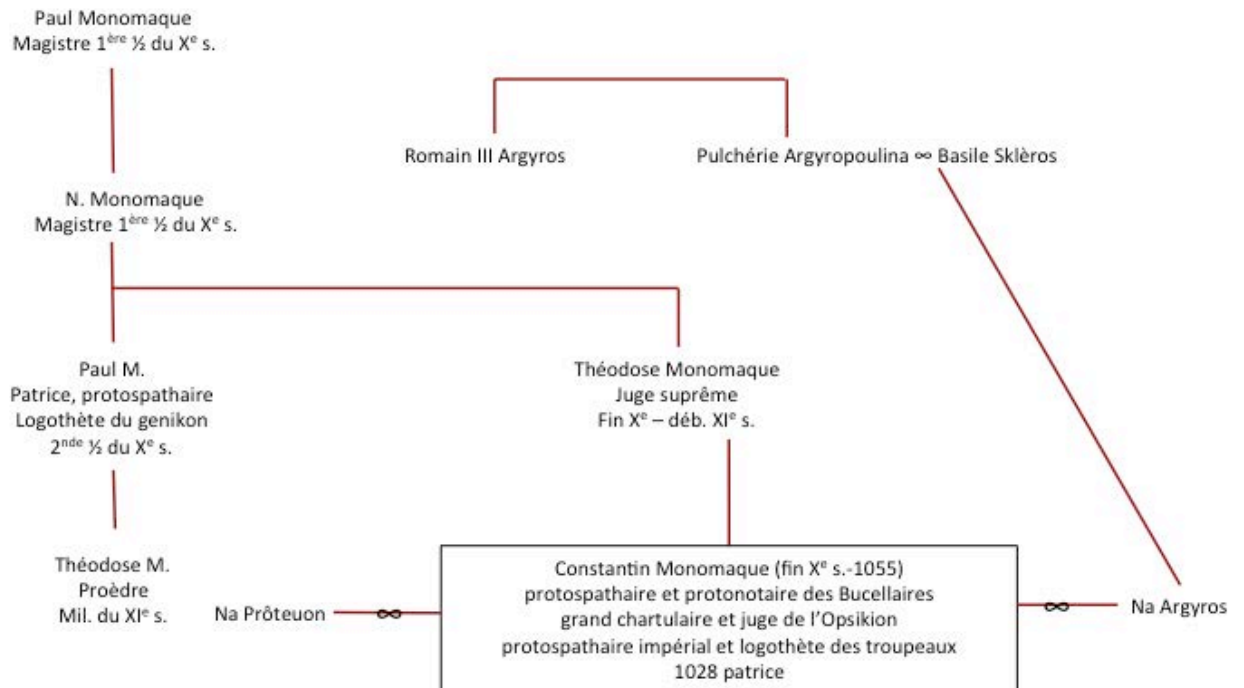 Paul Monomaque
Magistre 1ère ½ du Xe s.
Romain III Argyros
Pulchérie Argyropoulina ∞ Basile Sklèros
N. Monomaque
Magistre 1ère ½ du Xe s.
Paul M.
Patrice, protospathaire
Logothète du genikon
2nde ½ du Xe s.
Théodose Monomaque
Juge suprême
Fin Xe – déb. XIe s.
Théodose M.
Proèdre
Mil. du XIe s.
Na Prôteuon
∞
Constantin Monomaque (fin Xe s.-1055)
protospathaire et protonotaire des Bucellaires
grand chartulaire et juge de l’Opsikion
protospathaire impérial et logothète des troupeaux
1028 patrice
∞
Na Argyros